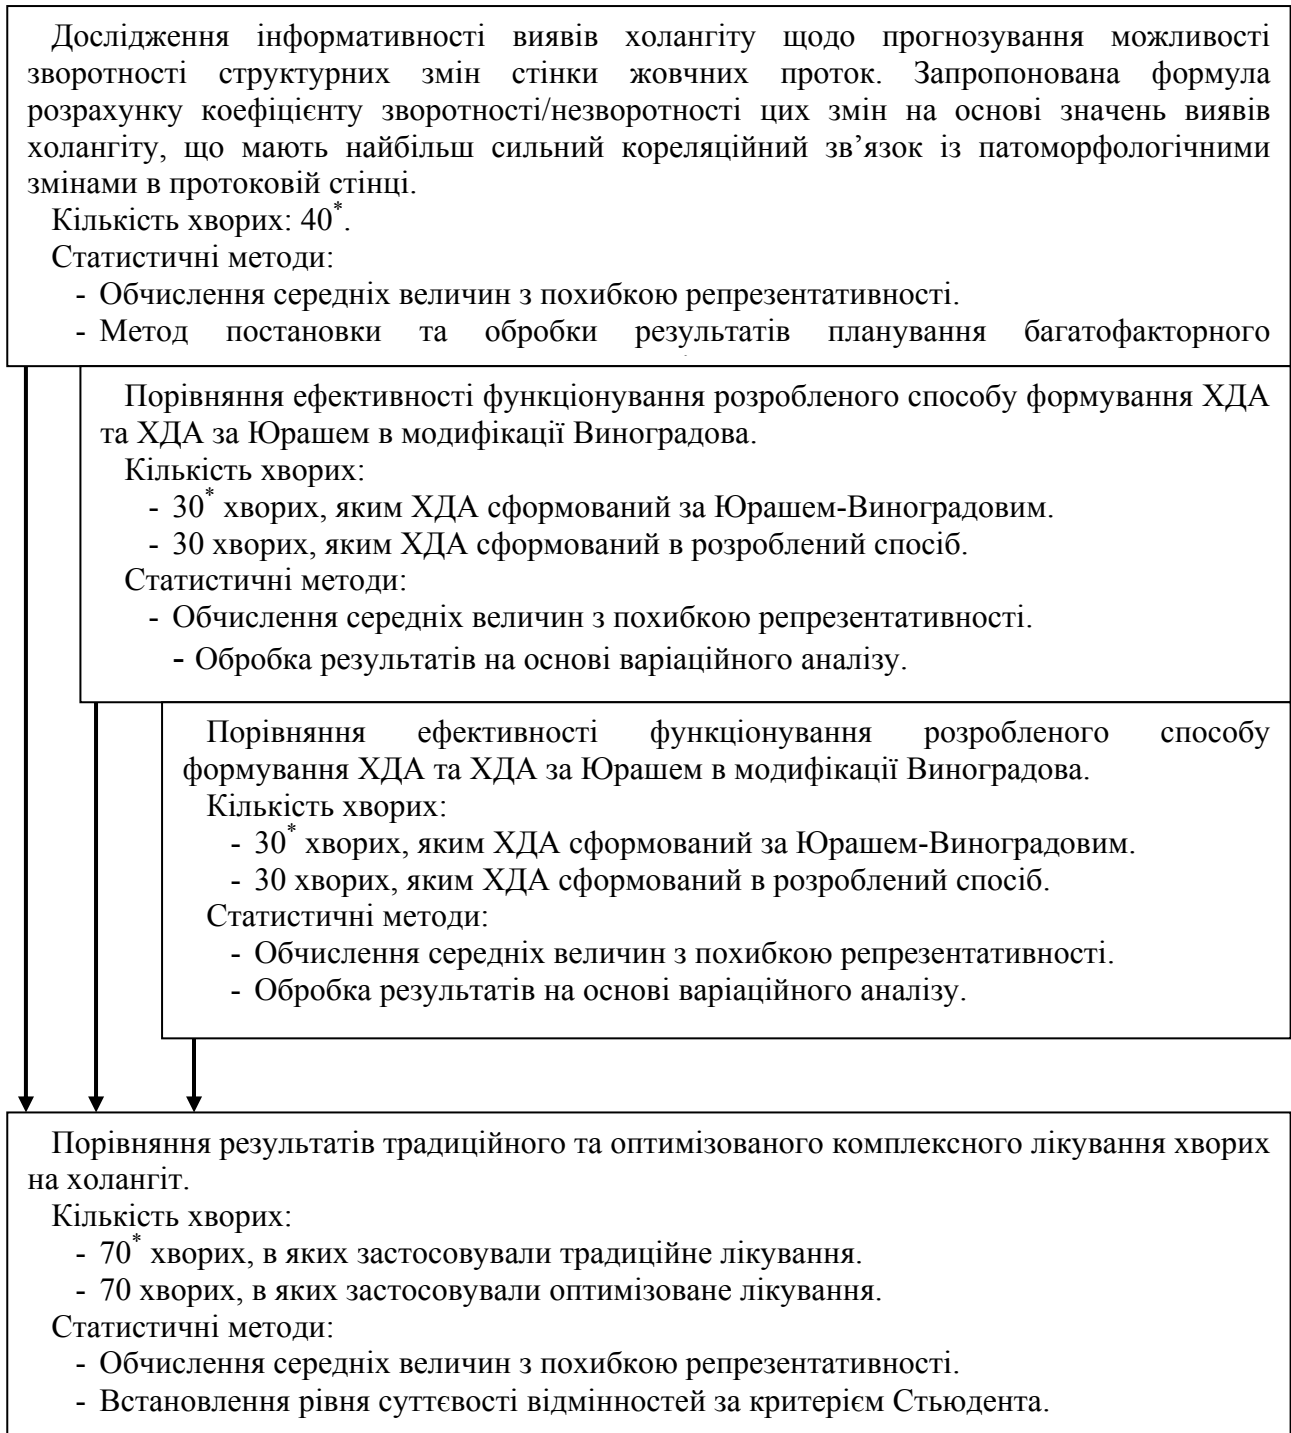 Дослідження інформативності виявів холангіту щодо прогнозування можливості
зворотності структурних змін стінки жовчних проток. Запропонована формула
розрахунку коефіцієнту зворотності/незворотності цих змін на основі значень виявів
холангіту, що мають найбільш сильний кореляційний зв’язок із патоморфологічними
змінами в протоковій стінці.
Кількість хворих: 40*.
Статистичні методи:
- Обчислення середніх величин з похибкою репрезентативності.
- Метод постановки та обробки результатів планування багатофакторного
Порівняння ефективності функціонування розробленого способу формування ХДА
та ХДА за Юрашем в модифікації Виноградова.
Кількість хворих:
- 30* хворих, яким ХДА сформований за Юрашем-Виноградовим.
- 30 хворих, яким ХДА сформований в розроблений спосіб.
Статистичні методи:
- Обчислення середніх величин з похибкою репрезентативності.
- Обробка результатів на основі варіаційного аналізу.
Порівняння ефективності функціонування розробленого способу
формування ХДА та ХДА за Юрашем в модифікації Виноградова.
Кількість хворих:
- 30* хворих, яким ХДА сформований за Юрашем-Виноградовим.
- 30 хворих, яким ХДА сформований в розроблений спосіб.
Статистичні методи:
- Обчислення середніх величин з похибкою репрезентативності.
- Обробка результатів на основі варіаційного аналізу.
Порівняння результатів традиційного та оптимізованого комплексного лікування хворих
на холангіт.
Кількість хворих:
- 70* хворих, в яких застосовували традиційне лікування.
- 70 хворих, в яких застосовували оптимізоване лікування.
Статистичні методи:
- Обчислення середніх величин з похибкою репрезентативності.
- Встановлення рівня суттєвості відмінностей за критерієм Стьюдента.